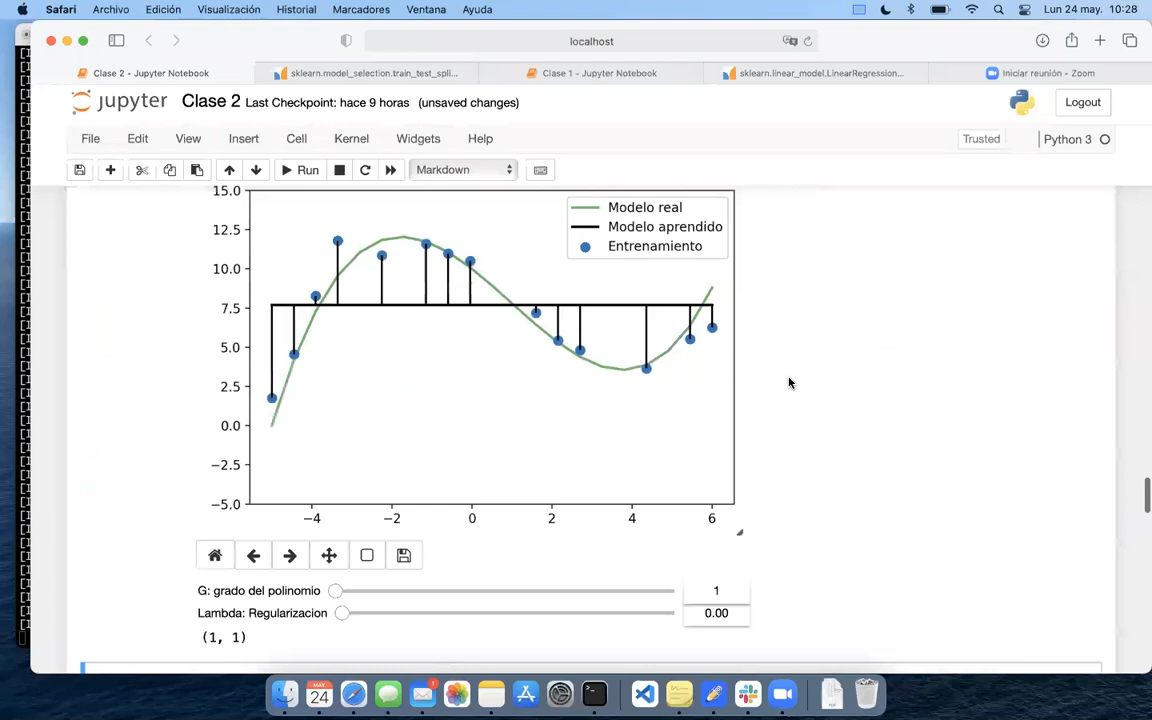 Safari Archivo Edición Visualización Historial Marcadores Ventana Ayuda Lun 24 may. 10:28
localhost
Clase 2 - Jupyter Notebook sklearn.model_selection.train_test_spli... Clase 1 - Jupyter Notebook sklearn.linear_model.LinearRegression... Iniciar reunión - Zoom
jupyter Clase 2 Last Checkpoint: hace 9 horas (unsaved changes) Logout
File Edit View Insert Cell Kernel Widgets Help Trusted Python 3
Run Markdown
15.0
12.5
10.0
7.5
5.0
2.5
0.0
−2.5
−5.0
Modelo real
Modelo aprendido
Entrenamiento
−4 −2 0 2 4 6
G: grado del polinomio 1
Lambda: Regularizacion 0.00
(1, 1)
MAY. 24 1